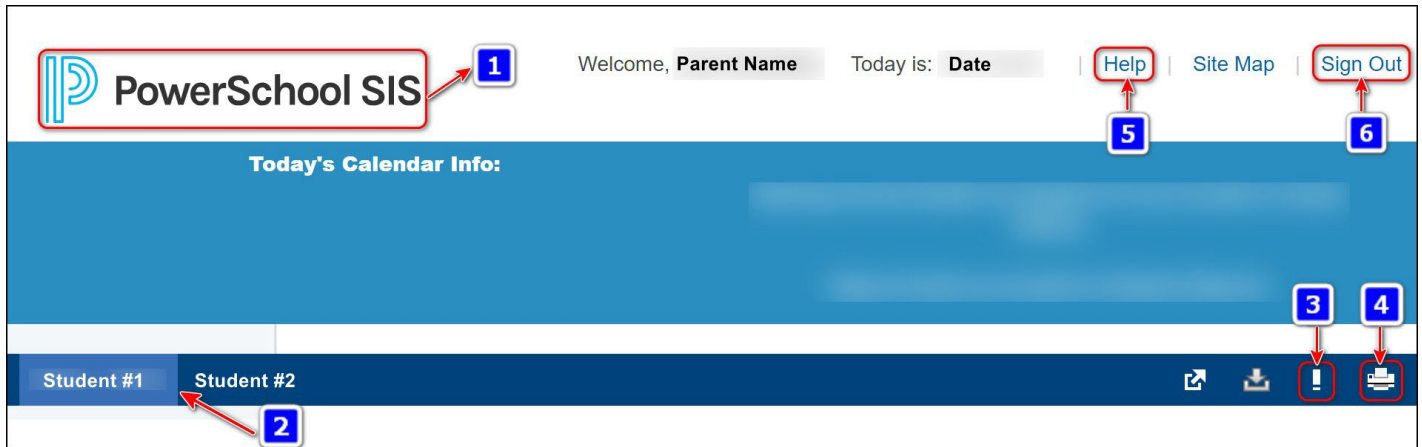 PowerSchool SIS
1
Welcome, Parent Name Today is: Date | Help | Site Map | Sign Out
5
6
Today's Calendar Info:
3
4
Student #1 Student #2
2